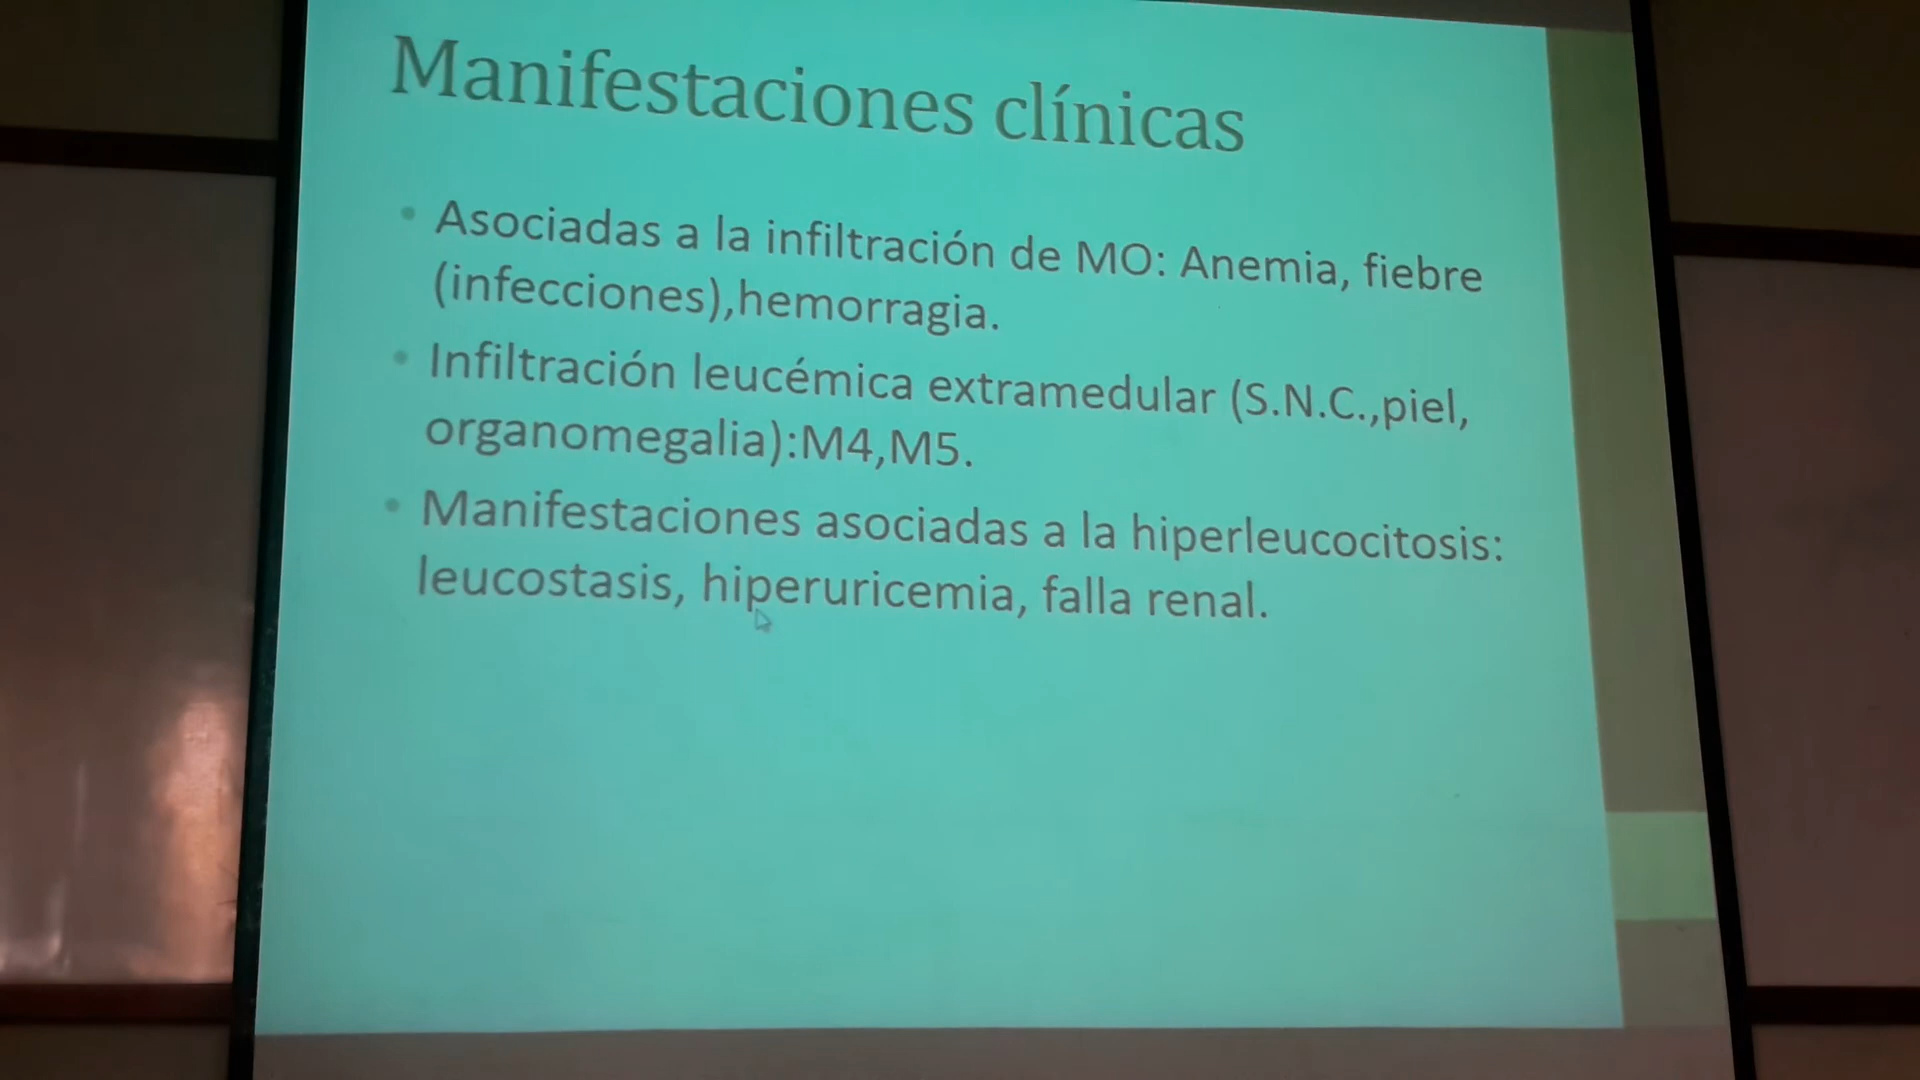 Manifestaciones clínicas
• Asociadas a la infiltración de MO: Anemia, fiebre
(infecciones),hemorragia.
• Infiltración leucémica extramedular (S.N.C.,piel,
organomegalia):M4,M5.
• Manifestaciones asociadas a la hiperleucocitosis:
leucostasis, hiperuricemia, falla renal.